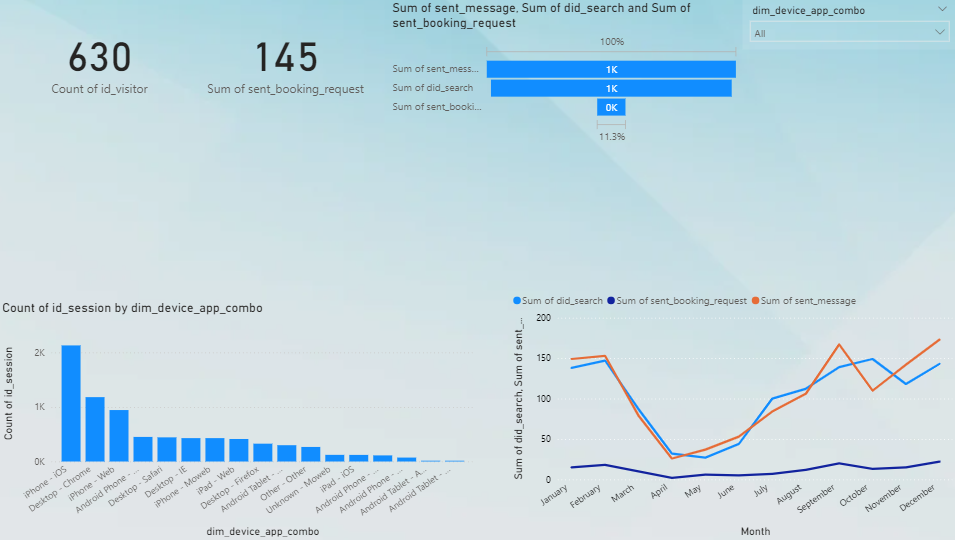 630
Count of id_visitor
145
Sum of sent_booking_request
Sum of sent_message, Sum of did_search and Sum of
sent_booking_request
100%
Sum of sent_mess... 1K
Sum of did_search 1K
Sum of sent_booki... 0K
11.3%
dim_device_app_combo
All
Count of id_session by dim_device_app_combo
Count of id_session
2K
1K
0K
iPhone - iOS
Desktop - Chrome
iPhone - Web
Android Phone - ...
Desktop - Safari
Desktop - IE
iPhone - Moweb
iPad - Web
Desktop - Firefox
Android Tablet - ...
Other - Other
Unknown - Moweb
iPad - iOS
Android Phone - ...
Android Phone - ...
Android Tablet - A...
Android Tablet - ...
dim_device_app_combo
Sum of did_search Sum of sent_booking_request Sum of sent_message
Sum of did_search, Sum of sent_...
200
150
100
50
0
January
February
March
April
May
June
July
August
September
October
November
December
Month